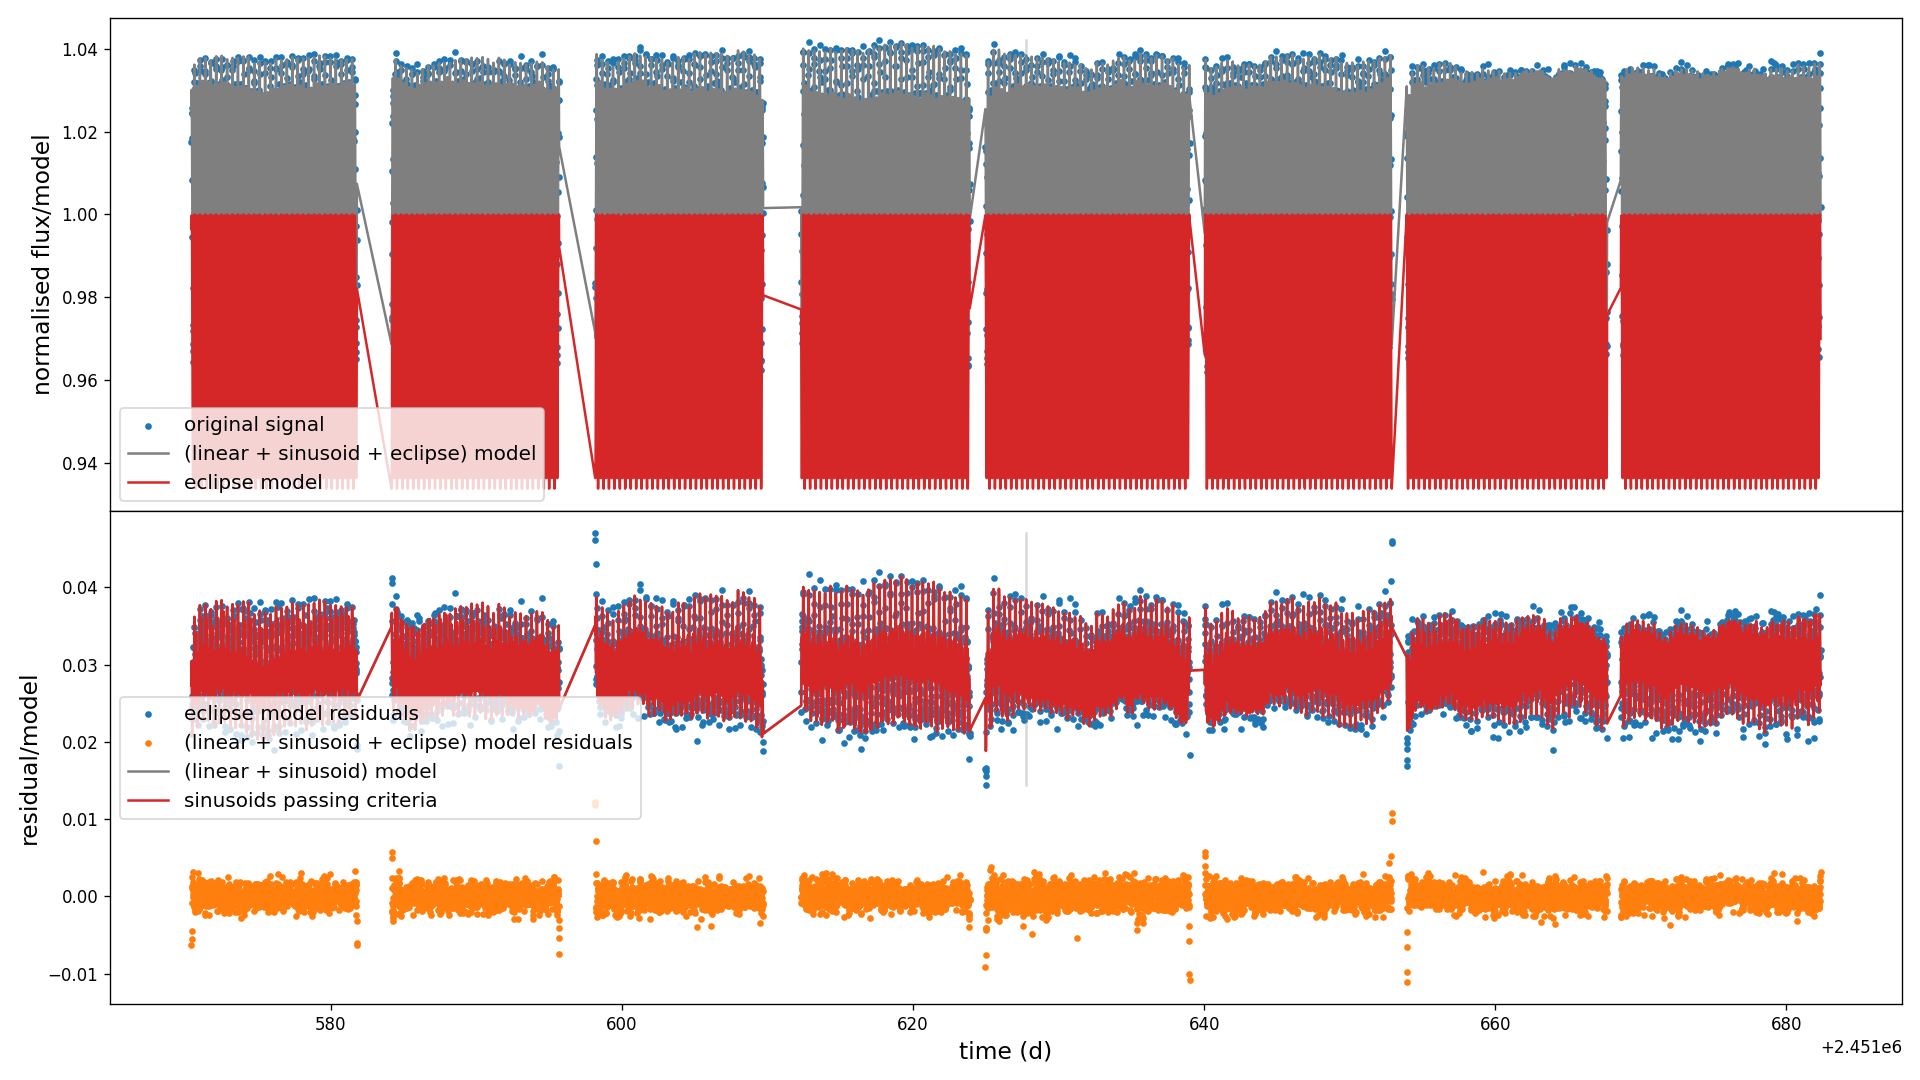 normalised flux/model
1.04
1.02
1.00
0.98
0.96
0.94
original signal
(linear + sinusoid + eclipse) model
eclipse model
residual/model
0.04
0.03
0.02
0.01
0.00
−0.01
eclipse model residuals
(linear + sinusoid + eclipse) model residuals
(linear + sinusoid) model
sinusoids passing criteria
580
600
620
640
660
680
time (d)
+2.451e6